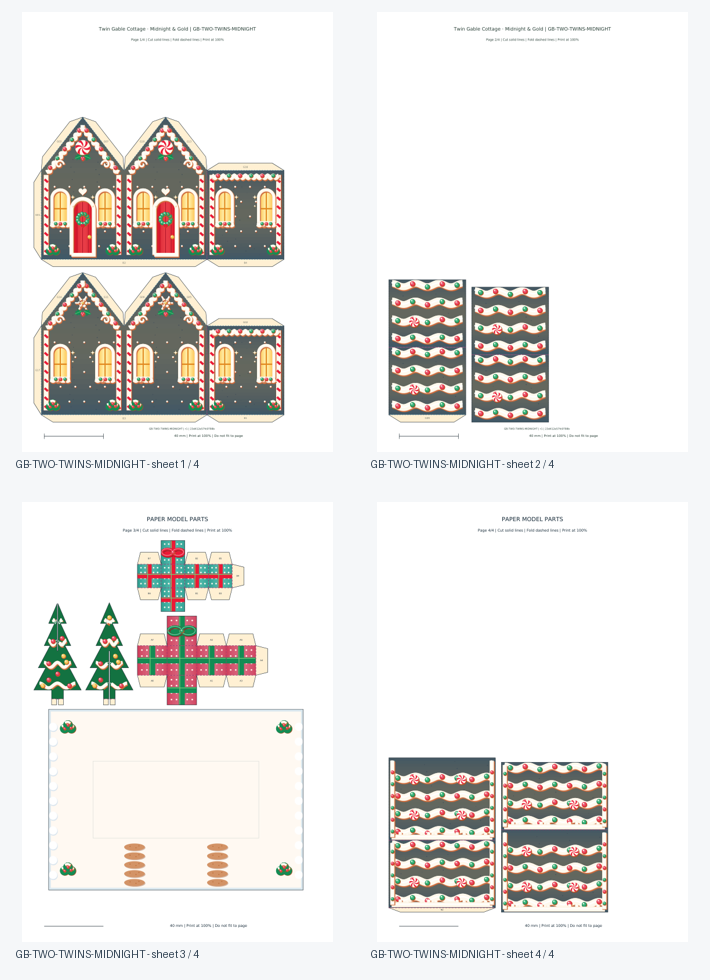 Twin Gable Cottage · Midnight & Gold | GB-TWO-TWINS-MIDNIGHT
Page 1/4 | Cut solid lines | Fold dashed lines | Print at 100%
40 mm | Print at 100% | Do not fit to page
GB-TWO-TWINS-MIDNIGHT - sheet 1 / 4
Twin Gable Cottage · Midnight & Gold | GB-TWO-TWINS-MIDNIGHT
Page 2/4 | Cut solid lines | Fold dashed lines | Print at 100%
40 mm | Print at 100% | Do not fit to page
GB-TWO-TWINS-MIDNIGHT - sheet 2 / 4
PAPER MODEL PARTS
Page 3/4 | Cut solid lines | Fold dashed lines | Print at 100%
40 mm | Print at 100% | Do not fit to page
GB-TWO-TWINS-MIDNIGHT - sheet 3 / 4
PAPER MODEL PARTS
Page 4/4 | Cut solid lines | Fold dashed lines | Print at 100%
40 mm | Print at 100% | Do not fit to page
GB-TWO-TWINS-MIDNIGHT - sheet 4 / 4